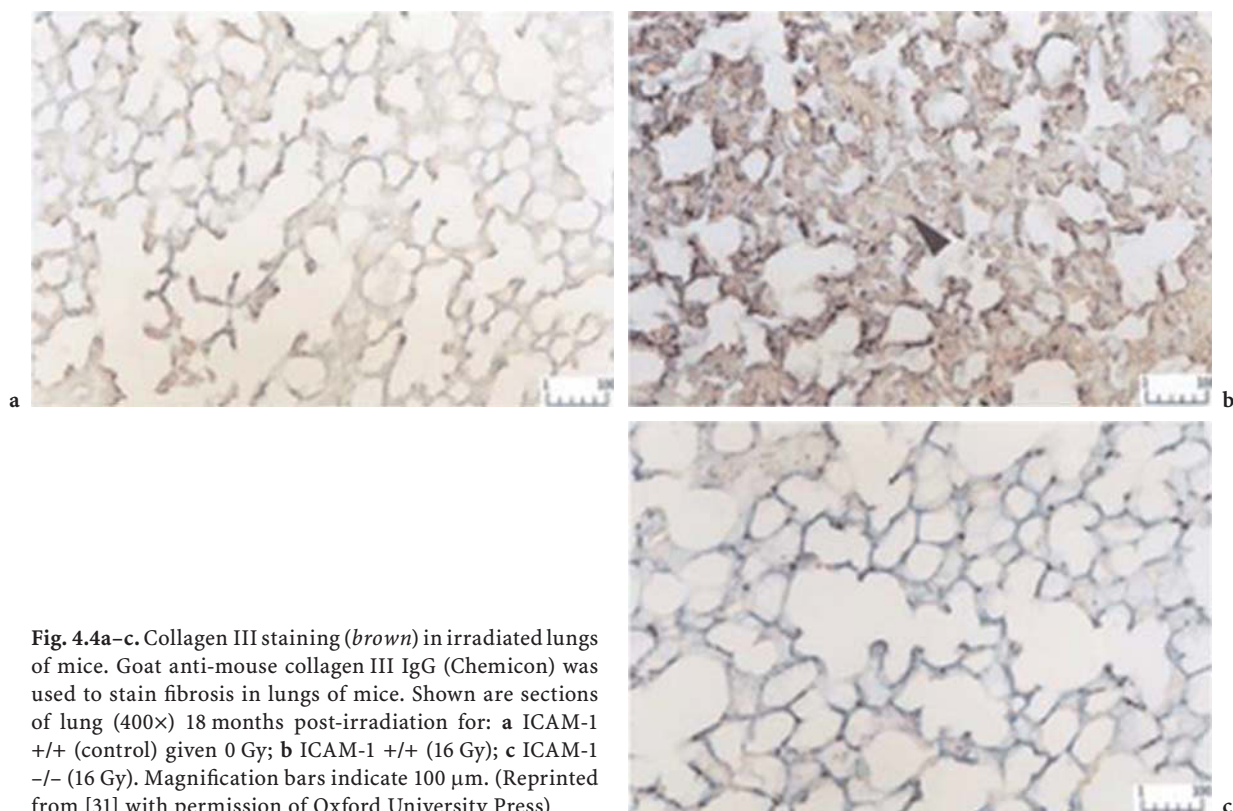 a
b
Fig. 4.4a–c. Collagen III staining (brown) in irradiated lungs
of mice. Goat anti-mouse collagen III IgG (Chemicon) was
used to stain fibrosis in lungs of mice. Shown are sections
of lung (400×) 18 months post-irradiation for: a ICAM-1
+/+ (control) given 0 Gy; b ICAM-1 +/+ (16 Gy); c ICAM-1
–/– (16 Gy). Magnification bars indicate 100 μm. (Reprinted
from [31] with permission of Oxford University Press)
c